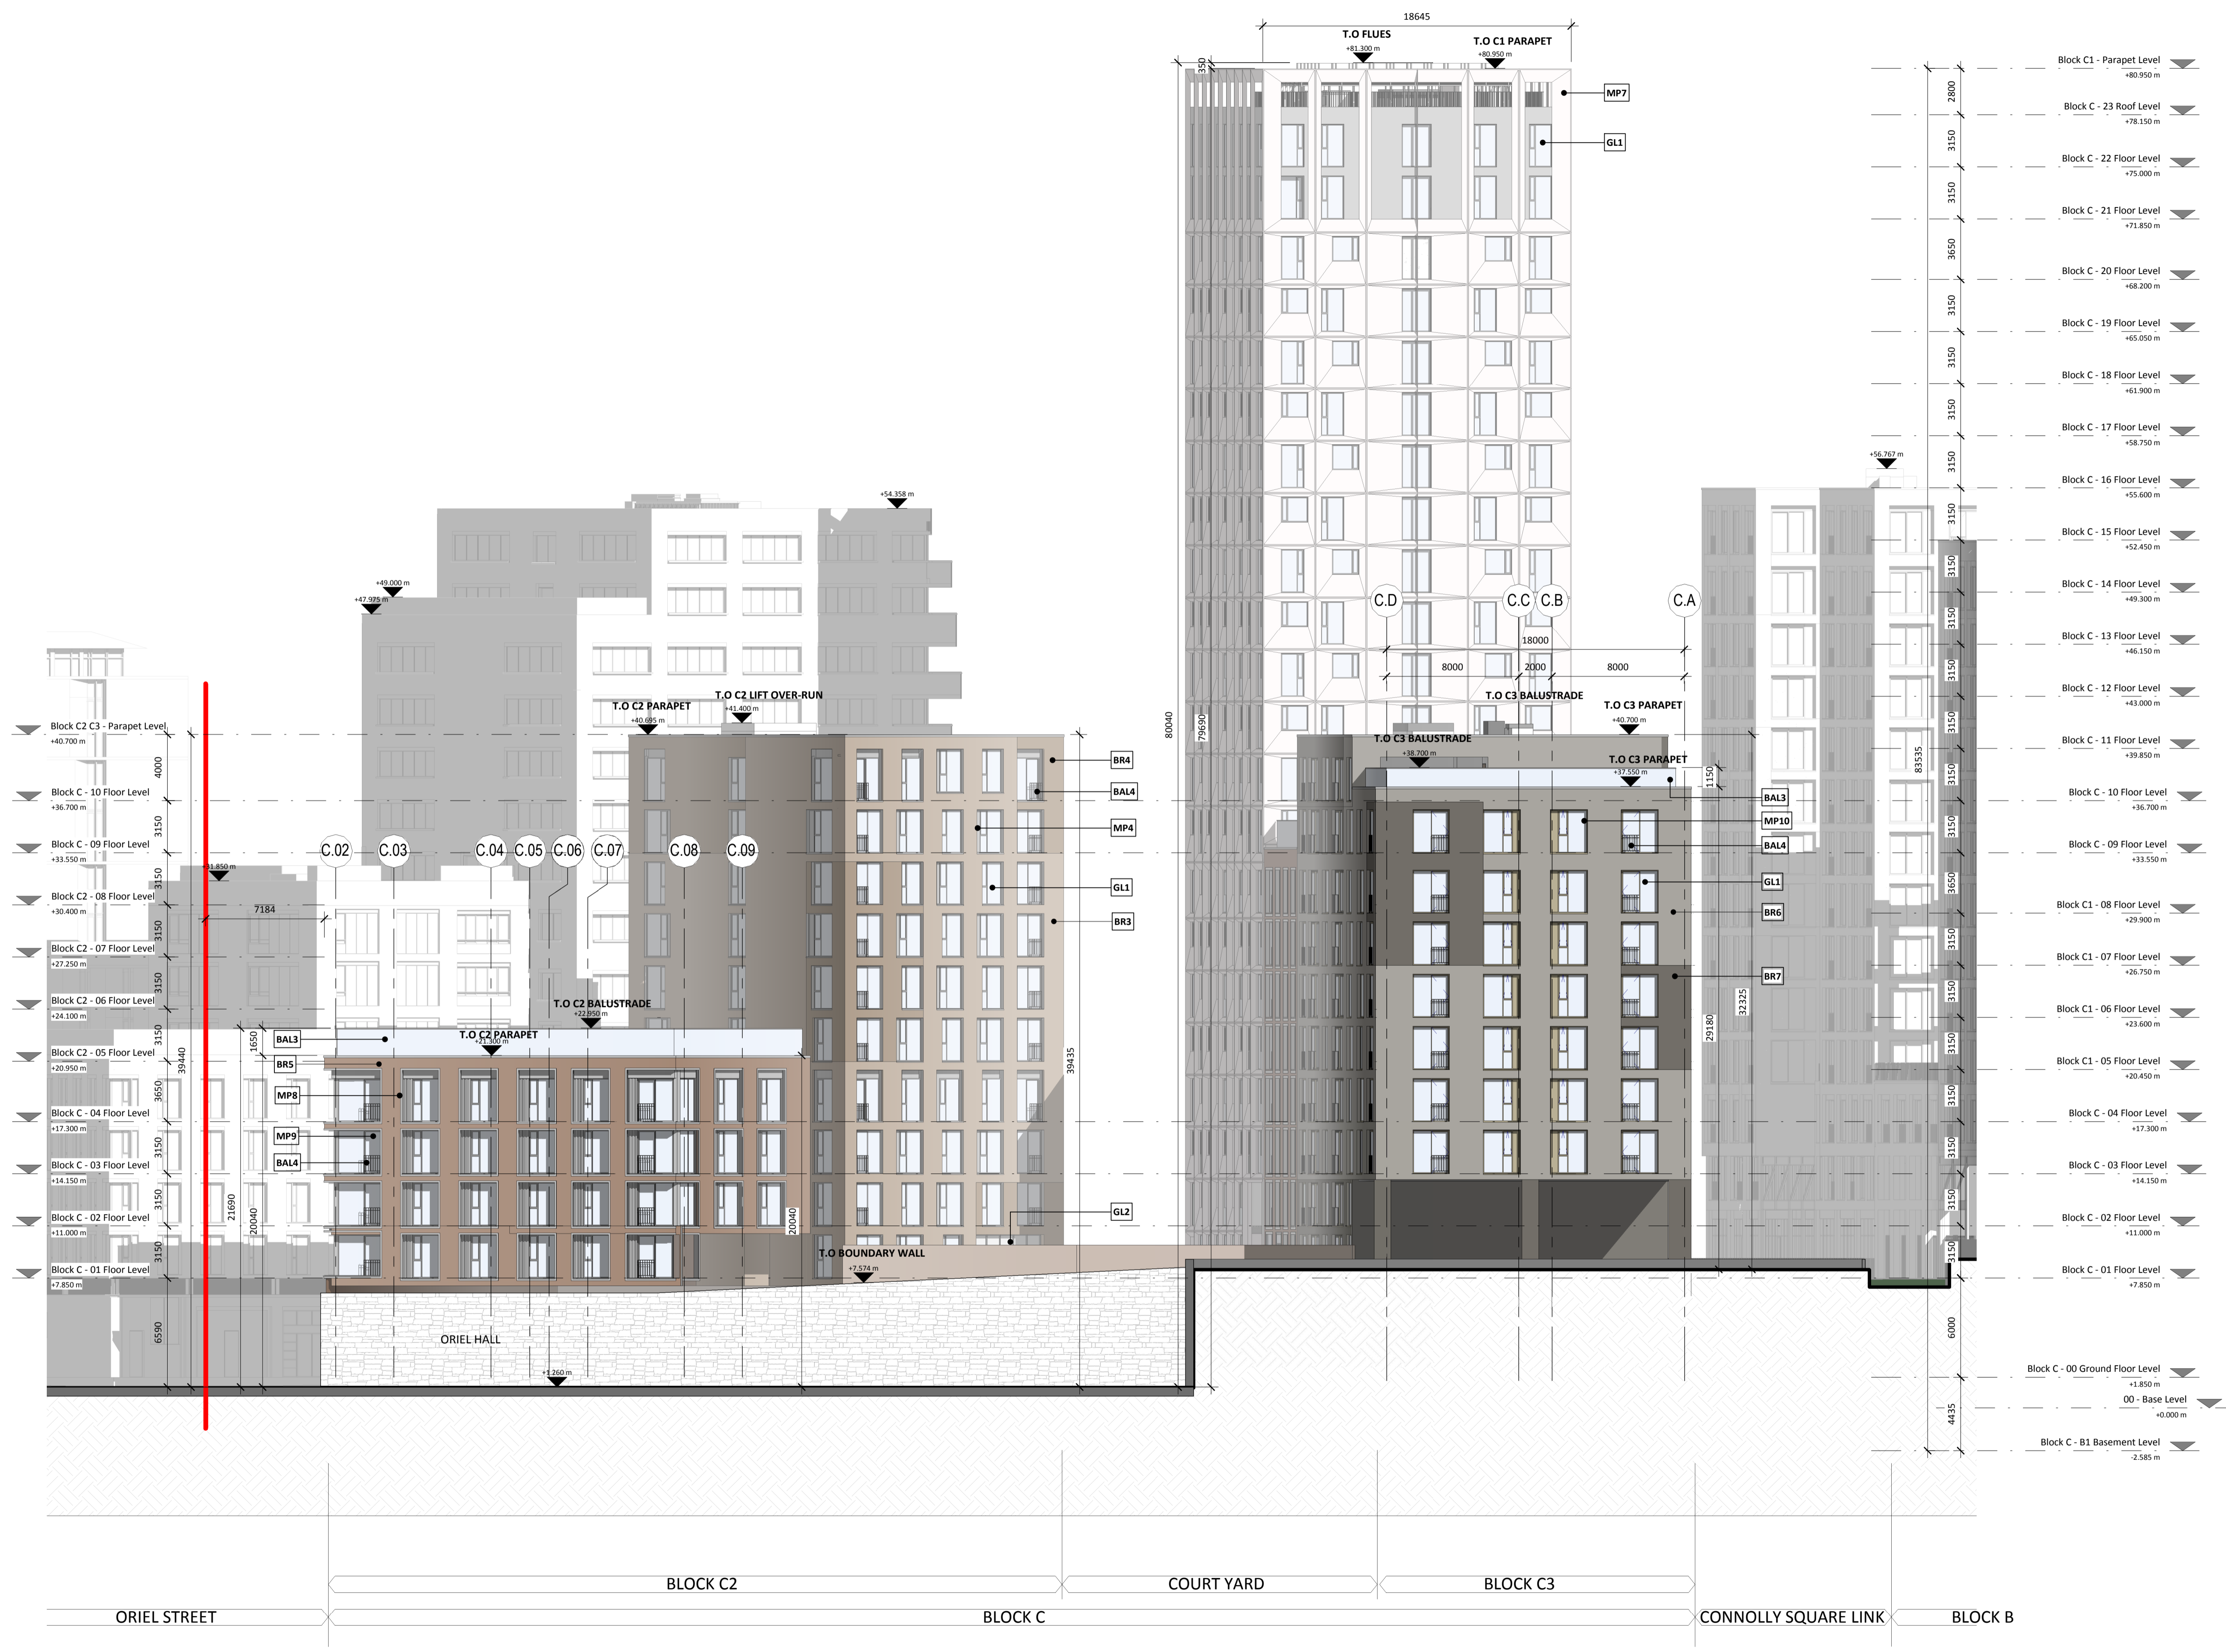 18645
T.O FLUES
+81.300 m
T.O C1 PARAPET
+80.950 m
350
MP7
GL1
Block C1 - Parapet Level
+80.950 m
2800
Block C - 23 Roof Level
+78.150 m
3150
Block C - 22 Floor Level
+75.000 m
3150
Block C - 21 Floor Level
+71.850 m
3650
Block C - 20 Floor Level
+68.200 m
3150
Block C - 19 Floor Level
+65.050 m
3150
Block C - 18 Floor Level
+61.900 m
3150
Block C - 17 Floor Level
+58.750 m
3150
+56.767 m
Block C - 16 Floor Level
+55.600 m
3150
Block C - 15 Floor Level
+52.450 m
3150
Block C - 14 Floor Level
+49.300 m
3150
Block C - 13 Floor Level
+46.150 m
3150
Block C - 12 Floor Level
+43.000 m
3150
Block C - 11 Floor Level
+39.850 m
3150
83535
Block C - 10 Floor Level
+36.700 m
3150
Block C - 09 Floor Level
+33.550 m
3650
Block C1 - 08 Floor Level
+29.900 m
3150
Block C1 - 07 Floor Level
+26.750 m
3150
Block C1 - 06 Floor Level
+23.600 m
3150
Block C1 - 05 Floor Level
+20.450 m
3150
Block C - 04 Floor Level
+17.300 m
3150
Block C - 03 Floor Level
+14.150 m
3150
Block C - 02 Floor Level
+11.000 m
3150
Block C - 01 Floor Level
+7.850 m
6000
Block C - 00 Ground Floor Level
+1.850 m
00 - Base Level
+0.000 m
4435
Block C - B1 Basement Level
-2.585 m
+54.358 m
+49.000 m
+47.975 m
C.D
C.C
C.B
C.A
18000
8000
2000
8000
80040
79690
T.O C2 LIFT OVER-RUN
+41.400 m
T.O C2 PARAPET
+40.695 m
T.O C3 BALUSTRADE
T.O C3 PARAPET
+40.700 m
T.O C3 BALUSTRADE
+38.700 m
T.O C3 PARAPET
+37.550 m
1150
BAL3
MP10
BAL4
GL1
BR6
BR7
29180
32325
BR4
BAL4
MP4
GL1
BR3
GL2
39435
Block C2 C3 - Parapet Level
+40.700 m
4000
Block C - 10 Floor Level
+36.700 m
3150
Block C - 09 Floor Level
+33.550 m
3150
Block C2 - 08 Floor Level
+30.400 m
3150
Block C2 - 07 Floor Level
+27.250 m
3150
Block C2 - 06 Floor Level
+24.100 m
3150
Block C2 - 05 Floor Level
+20.950 m
3650
Block C - 04 Floor Level
+17.300 m
3150
Block C - 03 Floor Level
+14.150 m
3150
Block C - 02 Floor Level
+11.000 m
3150
Block C - 01 Floor Level
+7.850 m
6590
39440
21690
20040
1650
+31.850 m
7184
C.02
C.03
C.04
C.05
C.06
C.07
C.08
C.09
T.O C2 BALUSTRADE
+22.950 m
T.O C2 PARAPET
+21.300 m
BAL3
BR5
MP8
MP9
BAL4
20040
T.O BOUNDARY WALL
+7.574 m
ORIEL HALL
+1.260 m
BLOCK C2
COURT YARD
BLOCK C3
ORIEL STREET
BLOCK C
CONNOLLY SQUARE LINK
BLOCK B